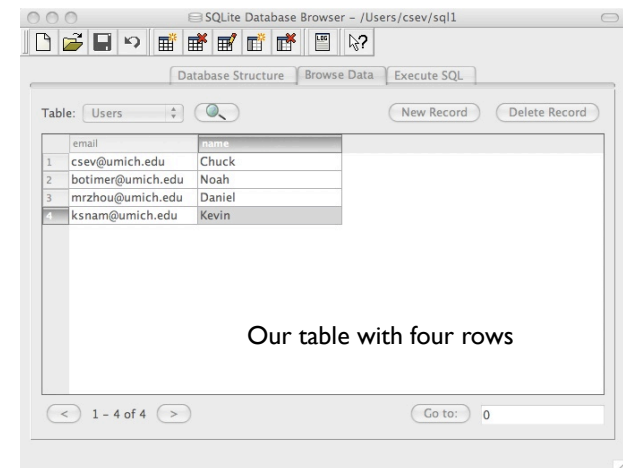 SQLite Database Browser – /Users/csev/sql1
LOG
Database Structure Browse Data Execute SQL
Table: Users New Record Delete Record
email name
1 csev@umich.edu Chuck
2 botimer@umich.edu Noah
3 mrzhou@umich.edu Daniel
4 ksnam@umich.edu Kevin
Our table with four rows
< 1 – 4 of 4 > Go to: 0